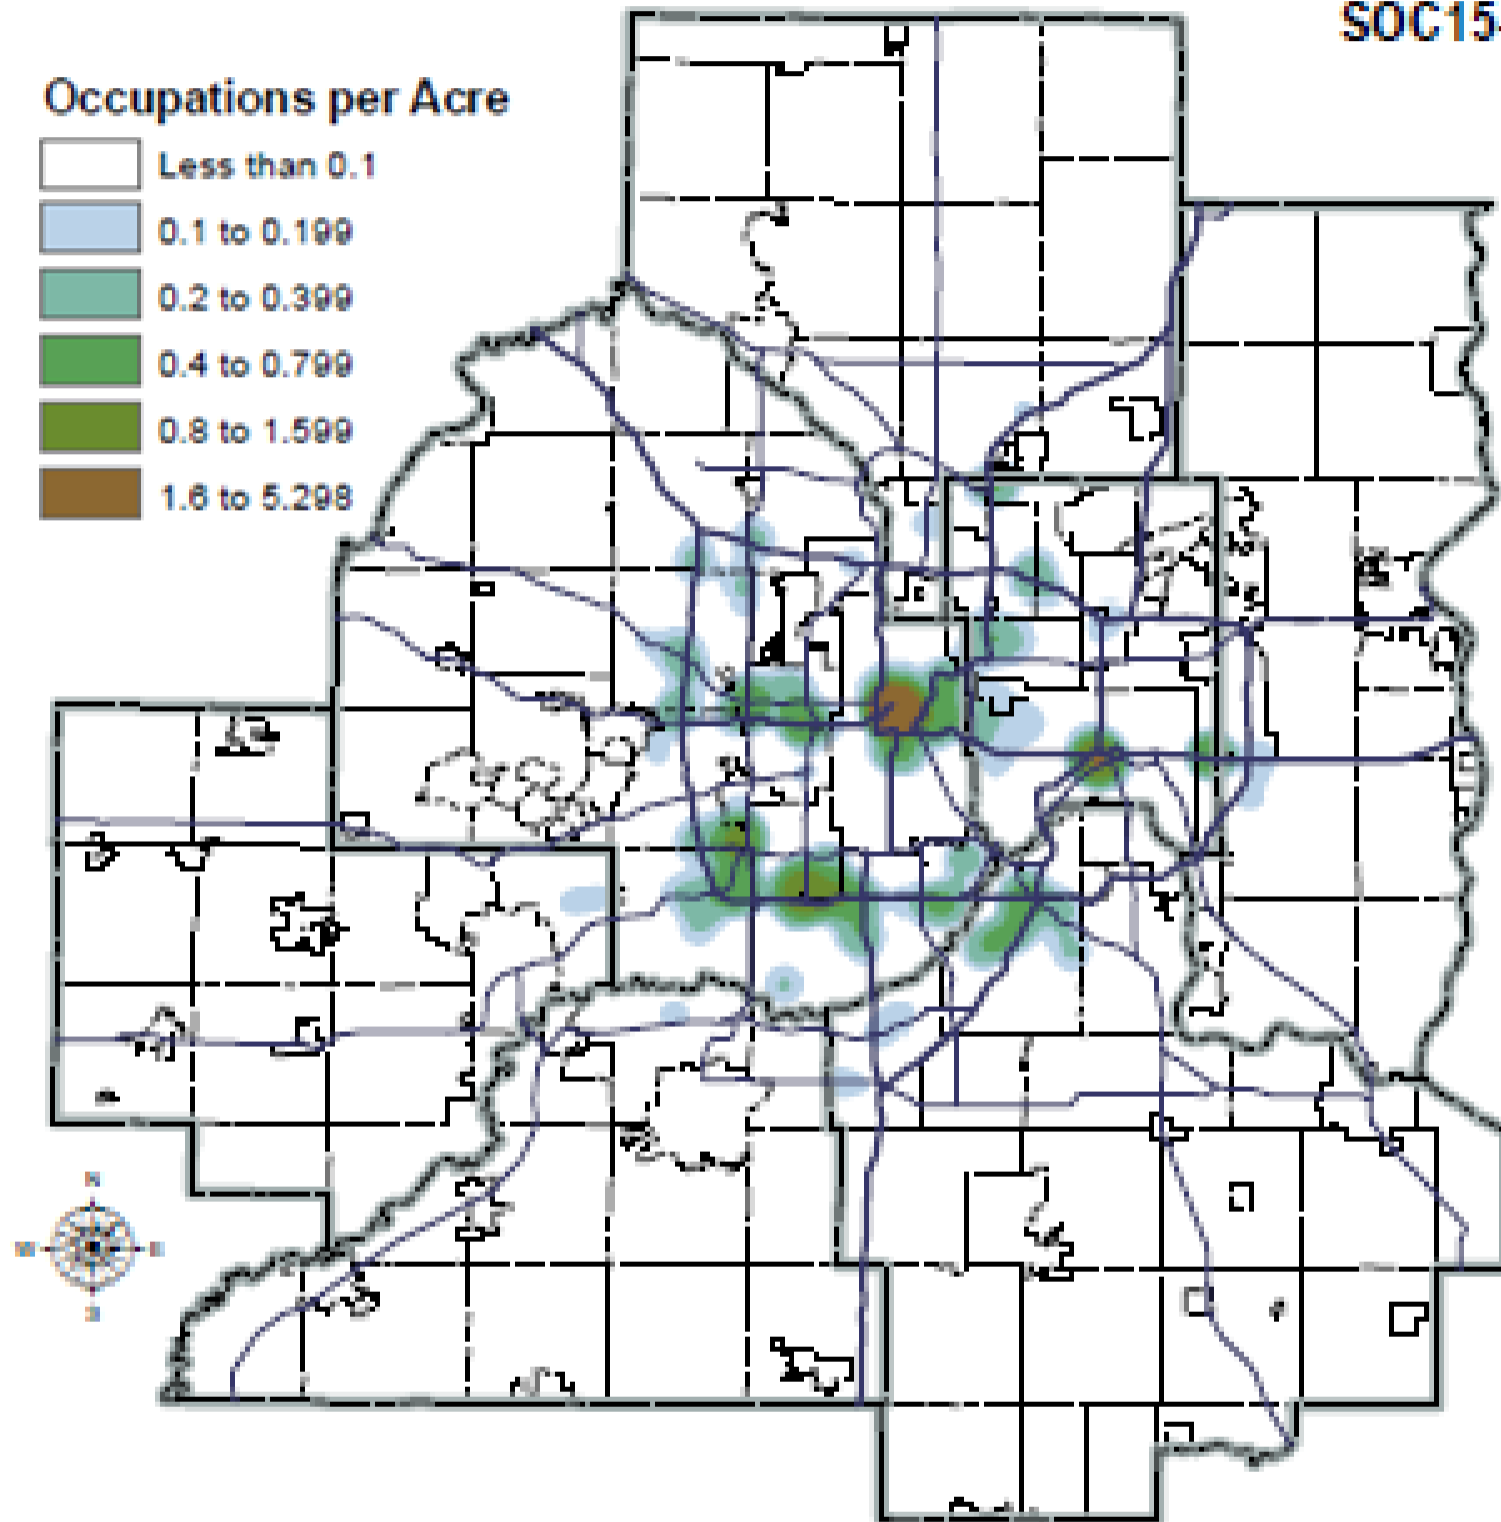 SOC15-
Occupations per Acre
Less than 0.1
0.1 to 0.199
0.2 to 0.399
0.4 to 0.799
0.8 to 1.599
1.6 to 5.298
N
W E
S